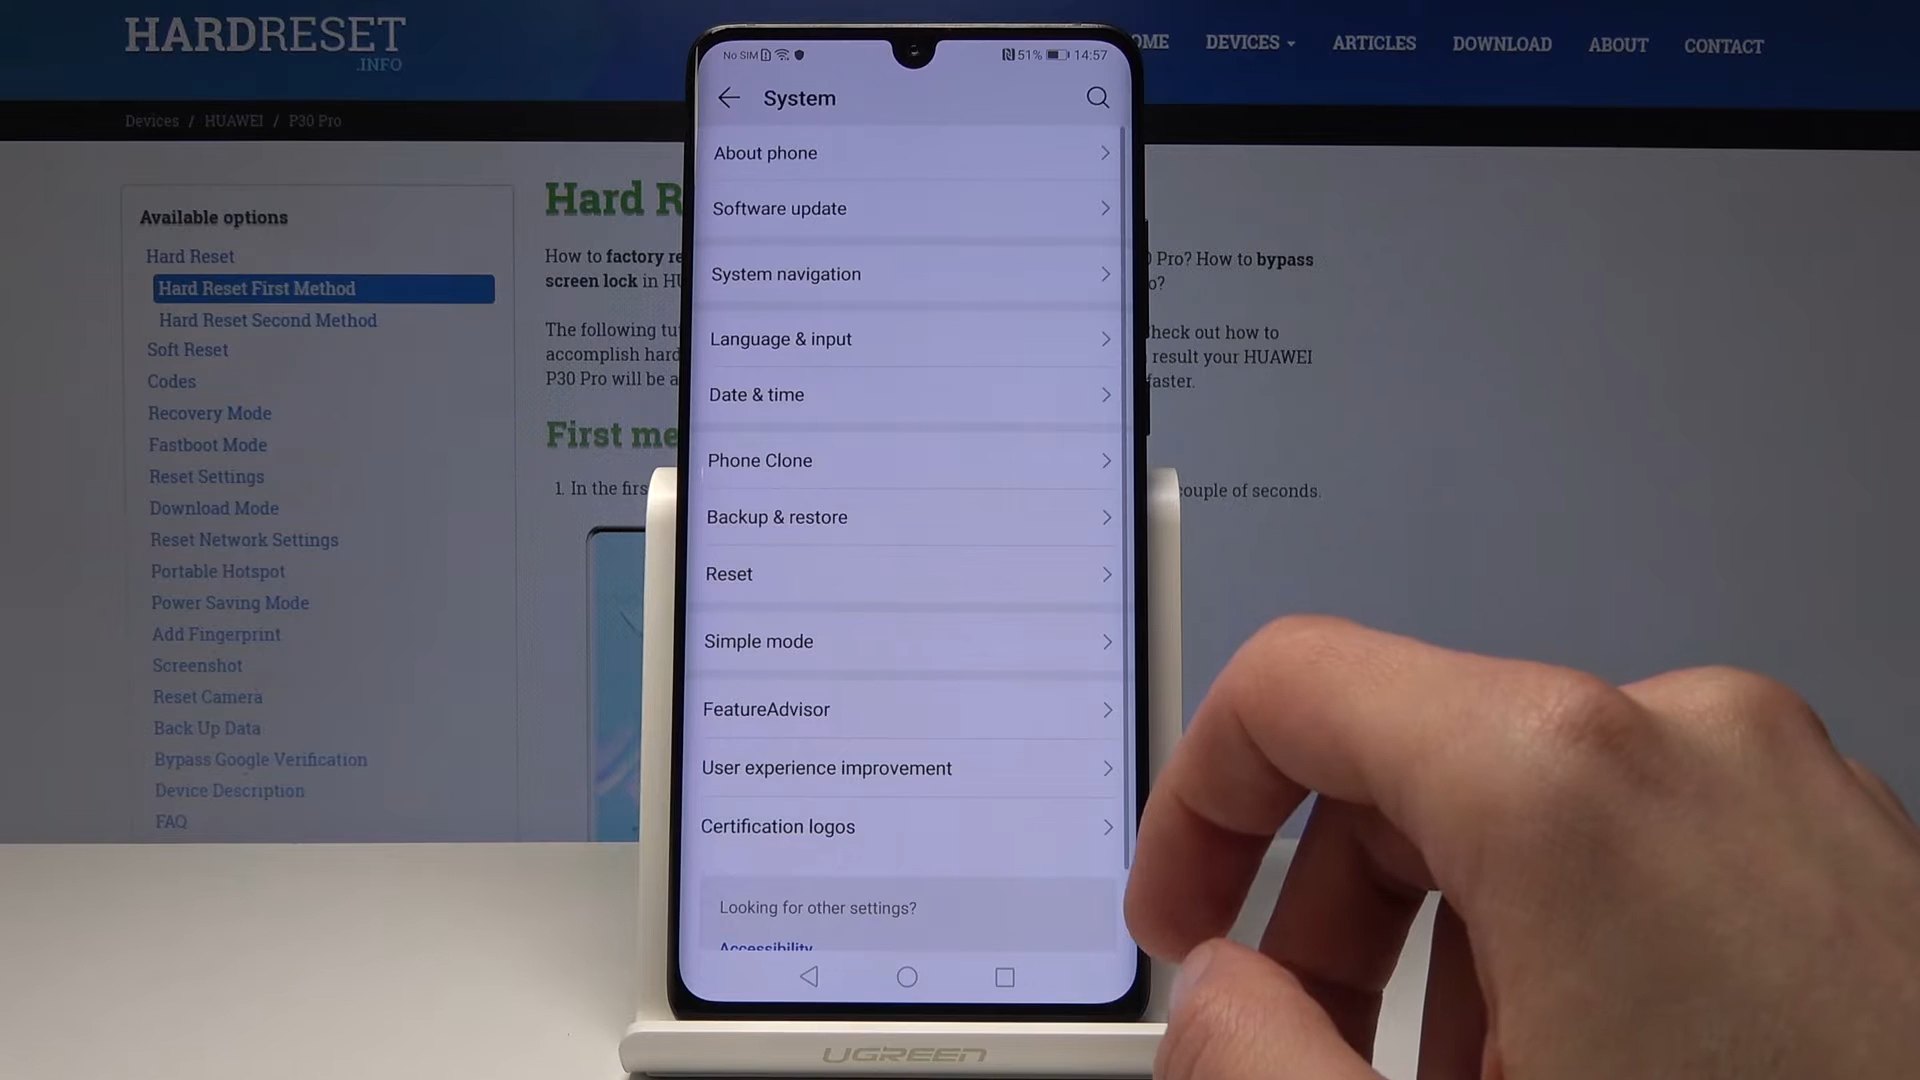 HARDRESET
.INFO
OME
DEVICES
ARTICLES
DOWNLOAD
ABOUT
CONTACT
Devices / HUAWEI / P30 Pro
Available options
Hard Reset
Hard Reset First Method
Hard Reset Second Method
Soft Reset
Codes
Recovery Mode
Fastboot Mode
Reset Settings
Download Mode
Reset Network Settings
Portable Hotspot
Power Saving Mode
Add Fingerprint
Screenshot
Reset Camera
Back Up Data
Bypass Google Verification
Device Description
FAQ
Hard R
How to factory re
Pro? How to bypass
screen lock in HU
o?
The following tu
heck out how to
accomplish hard
result your HUAWEI
P30 Pro will be a
faster.
First me
1. In the firs
couple of seconds.
No SIM
51%
14:57
System
About phone
Software update
System navigation
Language & input
Date & time
Phone Clone
Backup & restore
Reset
Simple mode
FeatureAdvisor
User experience improvement
Certification logos
Looking for other settings?
Accessibility
UGREEN